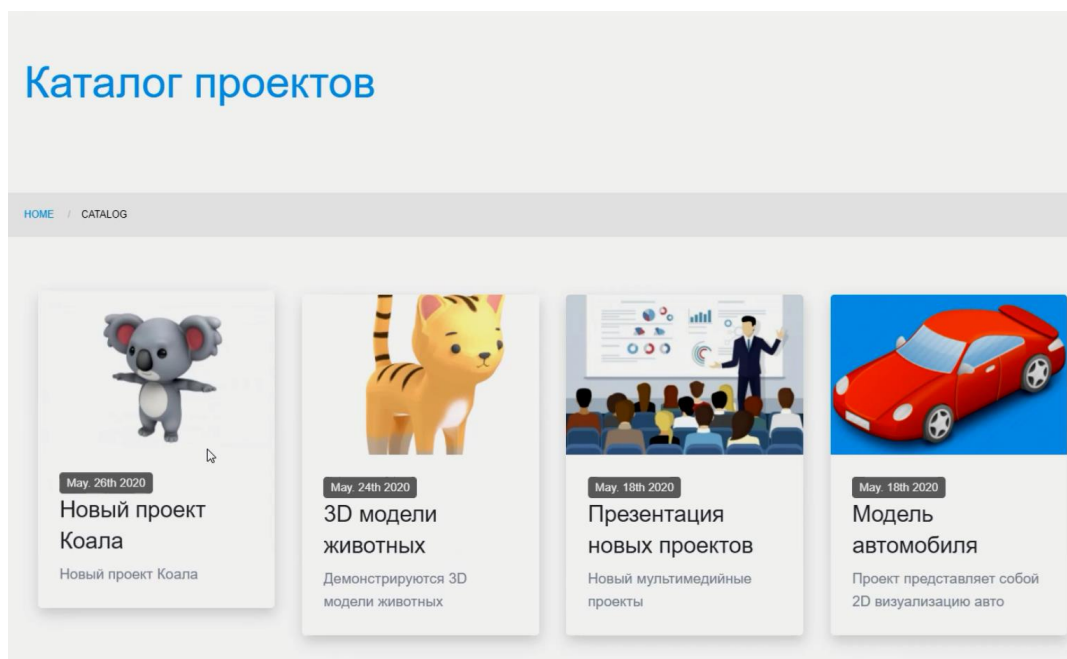 Каталог проектов
HOME / CATALOG
May. 26th 2020
Новый проект
Коала
Новый проект Коала
May. 24th 2020
3D модели
животных
Демонстрируются 3D
модели животных
May. 18th 2020
Презентация
новых проектов
Новый мультимедийные
проекты
May. 18th 2020
Модель
автомобиля
Проект представляет собой
2D визуализацию авто